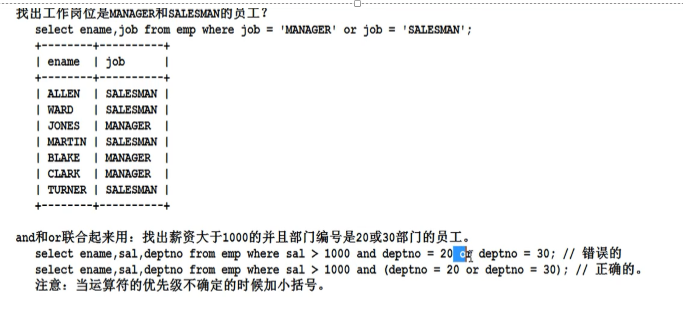 找出工作岗位是MANAGER和SALESMAN的员工？
select ename,job from emp where job = 'MANAGER' or job = 'SALESMAN';
+--------+----------+
| ename | job |
+--------+----------+
| ALLEN | SALESMAN |
| WARD | SALESMAN |
| JONES | MANAGER |
| MARTIN | SALESMAN |
| BLAKE | MANAGER |
| CLARK | MANAGER |
| TURNER | SALESMAN |
+--------+----------+
and和or联合起来用：找出薪资大于1000的并且部门编号是20或30部门的员工。
select ename,sal,deptno from emp where sal > 1000 and deptno = 20 or deptno = 30; // 错误的
select ename,sal,deptno from emp where sal > 1000 and (deptno = 20 or deptno = 30); // 正确的。
注意：当运算符的优先级不确定的时候加小括号。